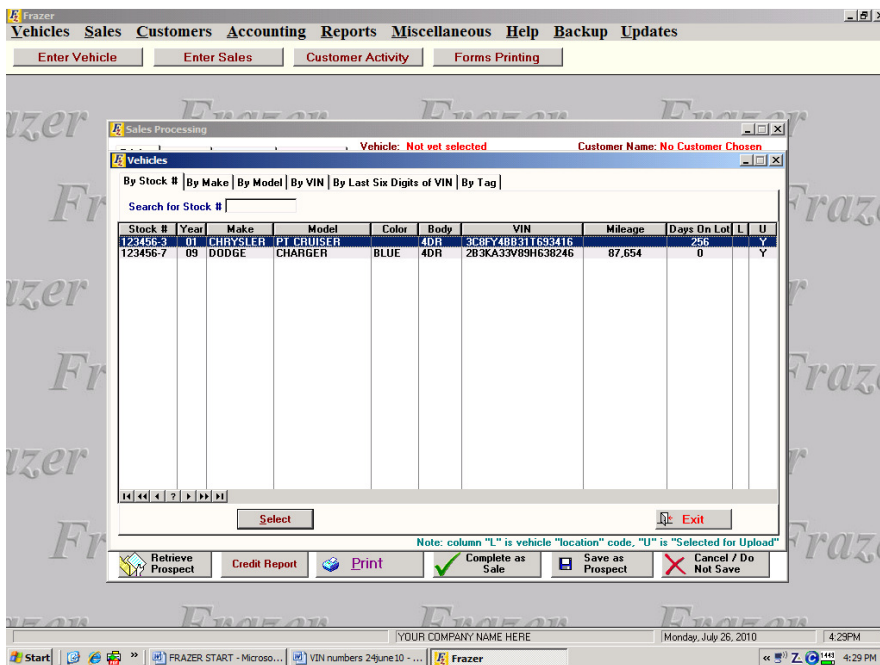 Frazer
Vehicles Sales Customers Accounting Reports Miscellaneous Help Backup Updates
Enter Vehicle Enter Sales Customer Activity Forms Printing
Sales Processing
Vehicle: Not yet selected Customer Name: No Customer Chosen
Vehicles
By Stock # By Make By Model By VIN By Last Six Digits of VIN By Tag
Search for Stock #
Stock # Year Make Model Color Body VIN Mileage Days On Lot L U
123456-3 01 CHRYSLER PT CRUISER 4DR 3C8FY4BB31T693416 256 Y
123456-7 09 DODGE CHARGER BLUE 4DR 2B3KA33V89H638246 87,654 0 Y
Select Exit
Note: column "L" is vehicle "location" code, "U" is "Selected for Upload"
Retrieve Prospect Credit Report Print Complete as Sale Save as Prospect Cancel / Do Not Save
YOUR COMPANY NAME HERE Monday, July 26, 2010 4:29PM
Start FRAZER START - Microso... VIN numbers 24june10 - ... Frazer 4:29 PM